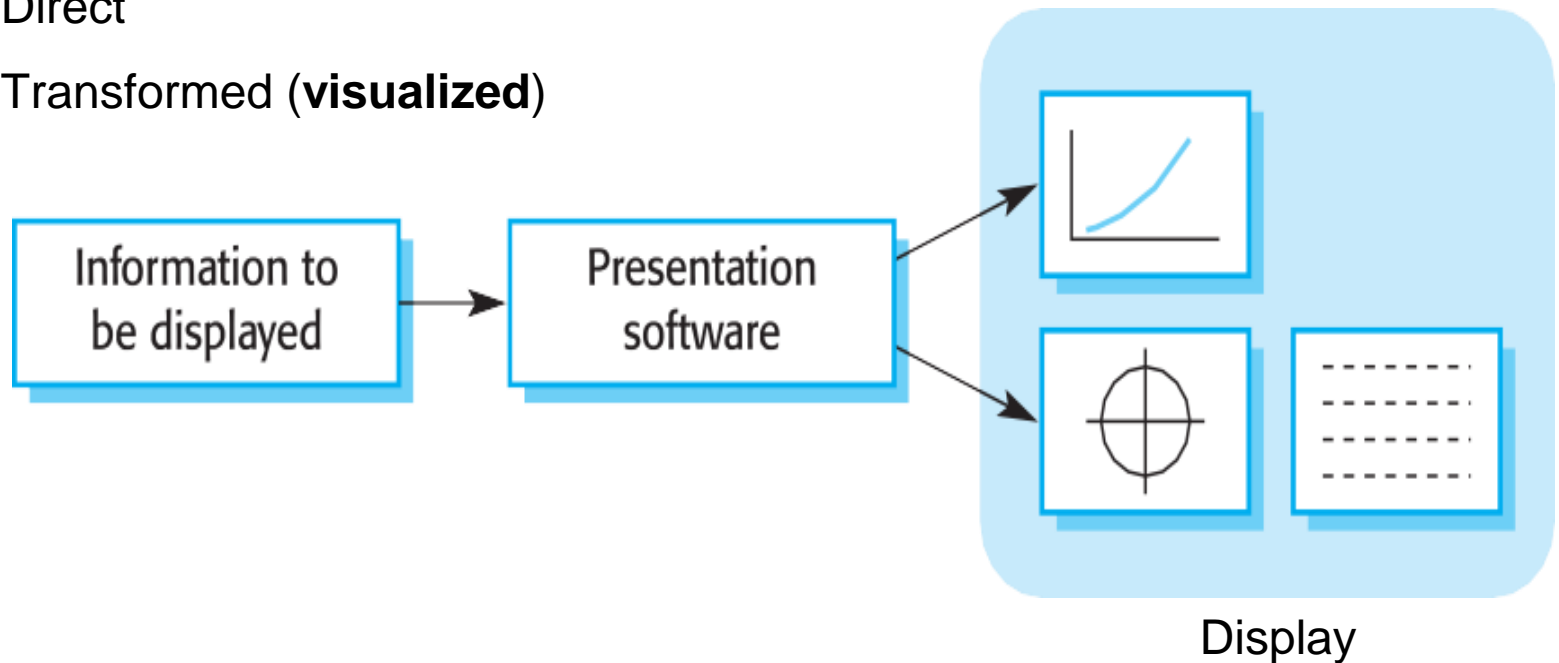 Direct
Transformed (visualized)
Information to
be displayed
Presentation
software
Display